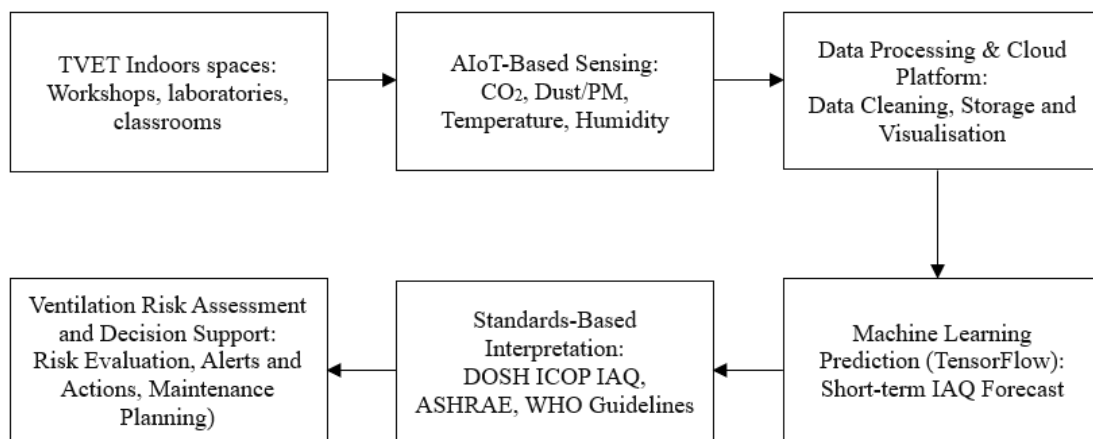 TVET Indoors spaces:
Workshops, laboratories,
classrooms
AIoT-Based Sensing:
CO₂, Dust/PM,
Temperature, Humidity
Data Processing & Cloud
Platform:
Data Cleaning, Storage and
Visualisation
Machine Learning
Prediction (TensorFlow):
Short-term IAQ Forecast
Standards-Based
Interpretation:
DOSH ICOP IAQ,
ASHRAE, WHO Guidelines
Ventilation Risk Assessment
and Decision Support:
Risk Evaluation, Alerts and
Actions, Maintenance
Planning)